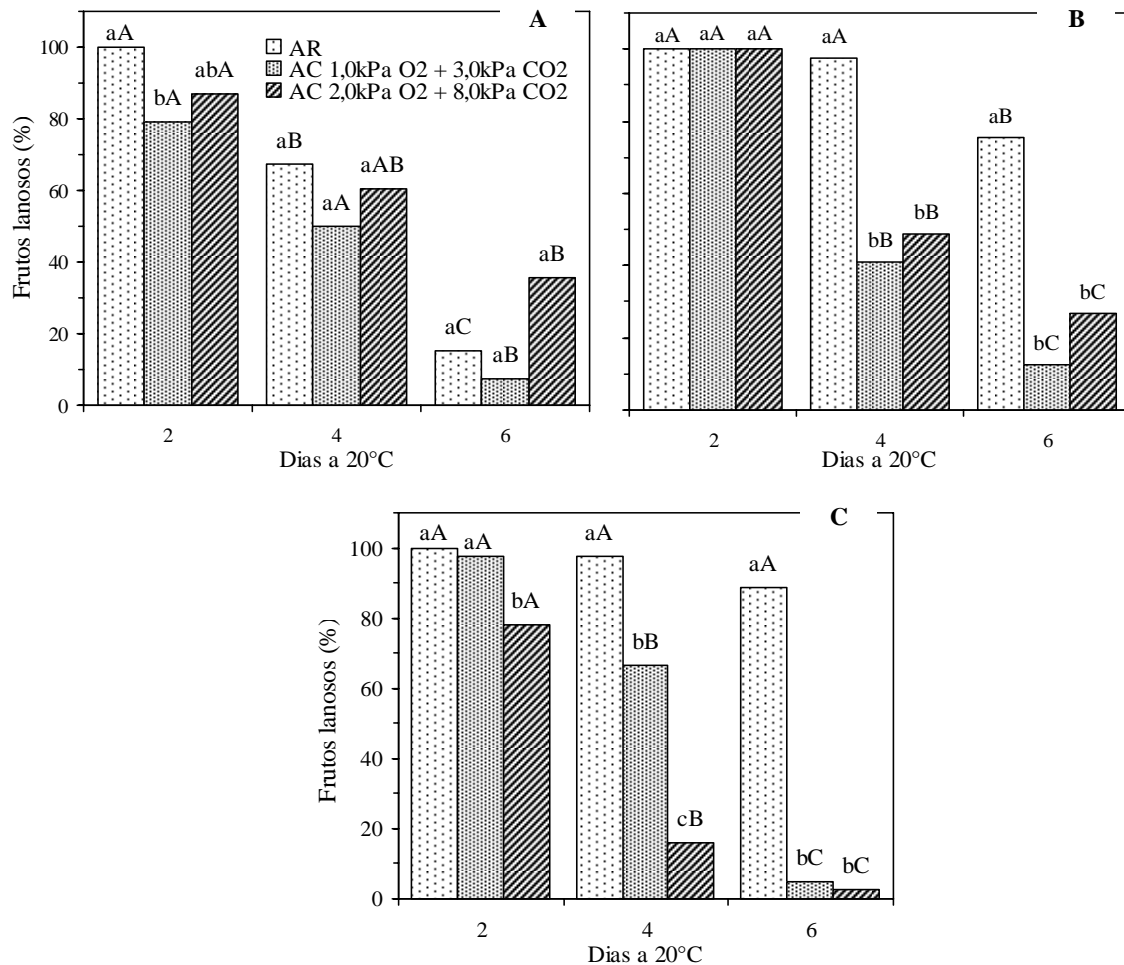 A
aA
bA
abA
aB
aA
aAB
aC
aB
aB
AR
AC 1,0kPa O2 + 3,0kPa CO2
AC 2,0kPa O2 + 8,0kPa CO2
Frutos lanosos (%)
100
80
60
40
20
0
2 4 6
Dias a 20°C
B
aA aA aA
aA
bB
bB
aB
bC
bC
2 4 6
Dias a 20°C
C
aA
aA
bA
aA
bB
cB
aA
bC
bC
Frutos lanosos (%)
100
80
60
40
20
0
2 4 6
Dias a 20°C